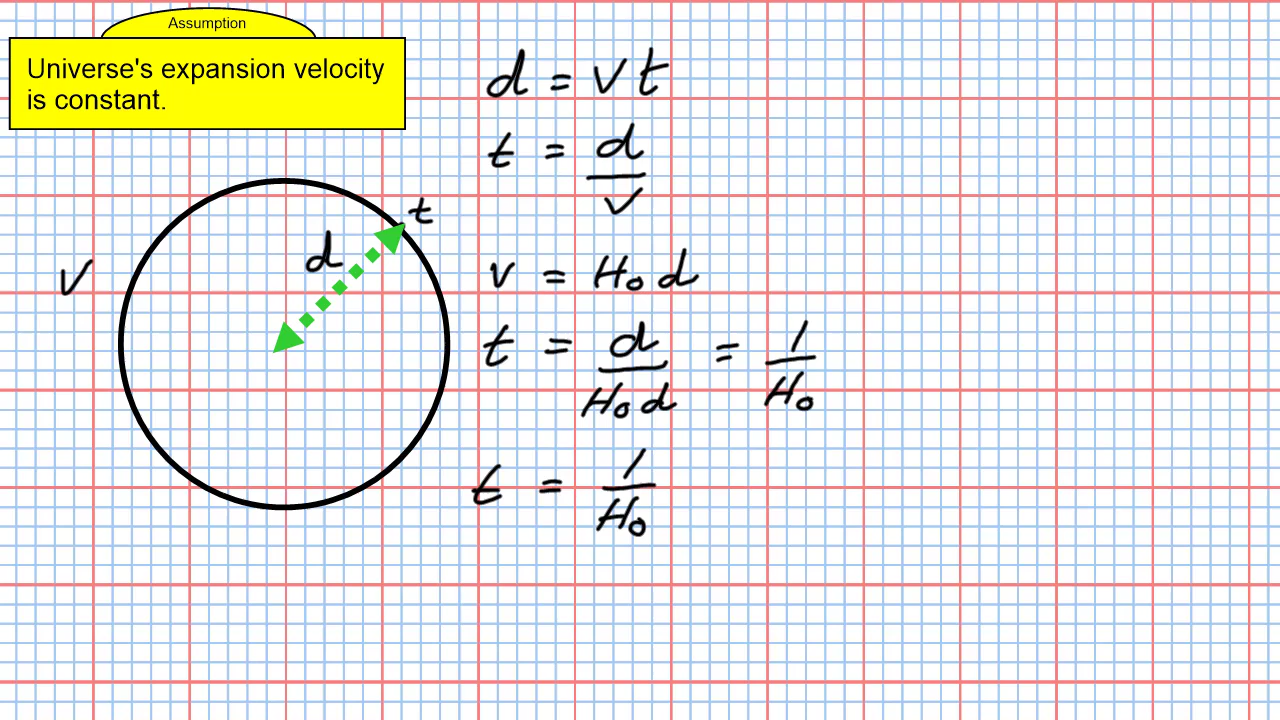 Assumption
Universe's expansion velocity
is constant.
d = vt
t = d/v
v = H₀d
t = d/H₀d = 1/H₀
t = 1/H₀
v
d
t